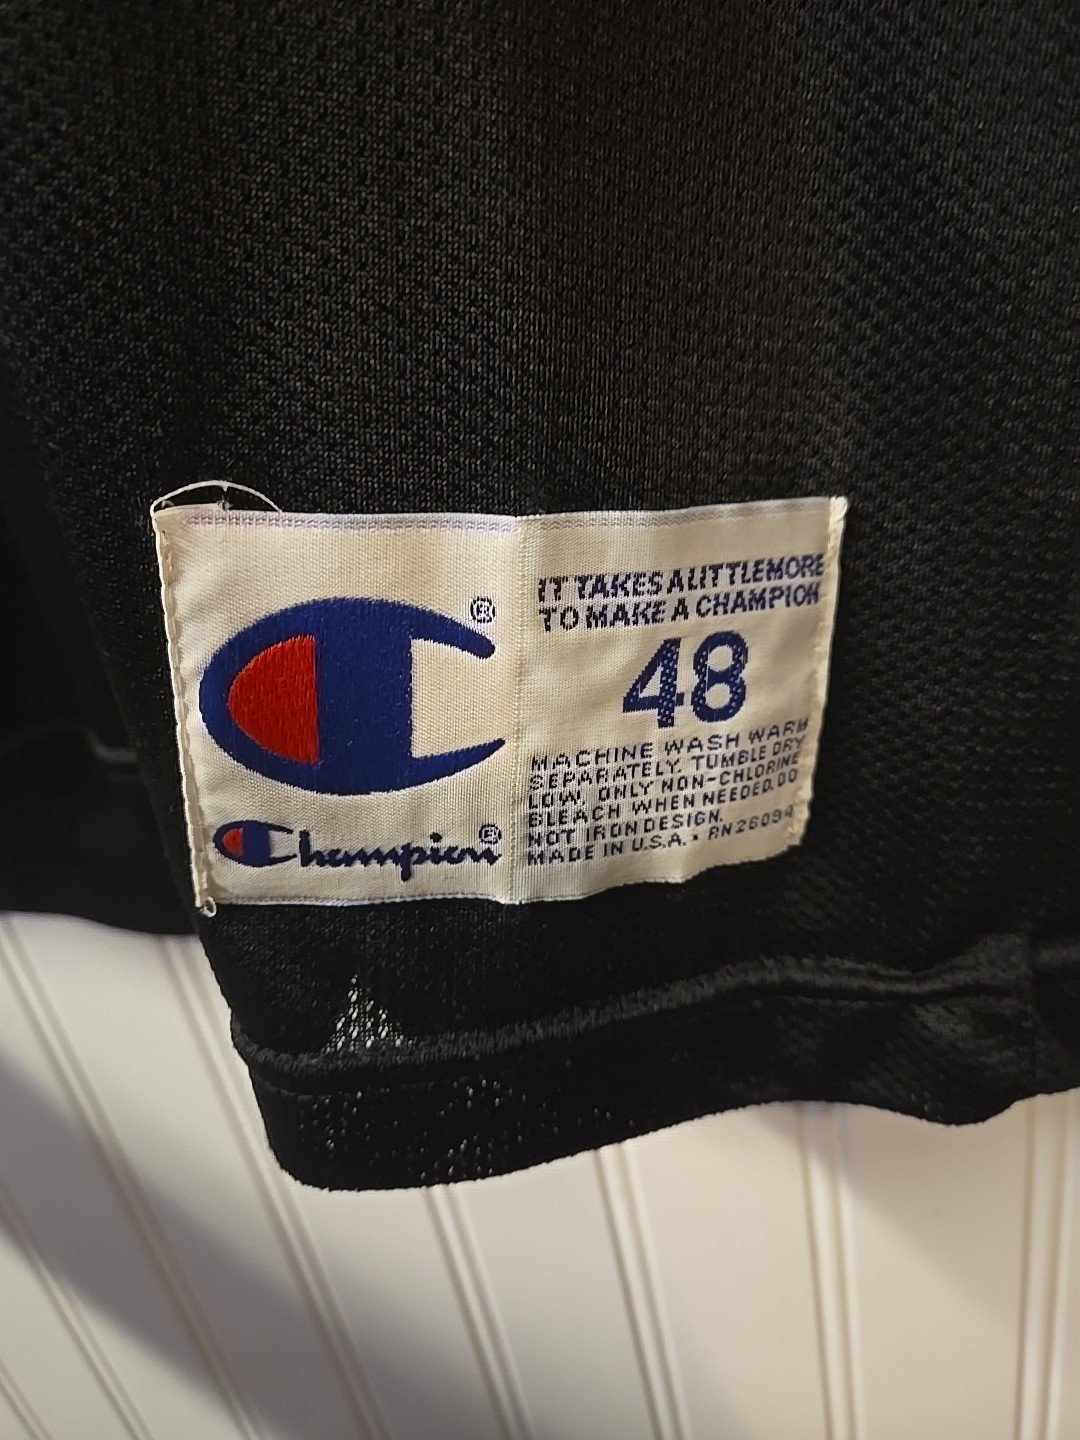 ®
Champion®
IT TAKES A LITTLE MORE
TO MAKE A CHAMPION
48
MACHINE WASH WARM
SEPARATELY. TUMBLE DRY
LOW. ONLY NON-CHLORINE
BLEACH WHEN NEEDED. DO
NOT IRON DESIGN.
MADE IN U.S.A. • RN26094